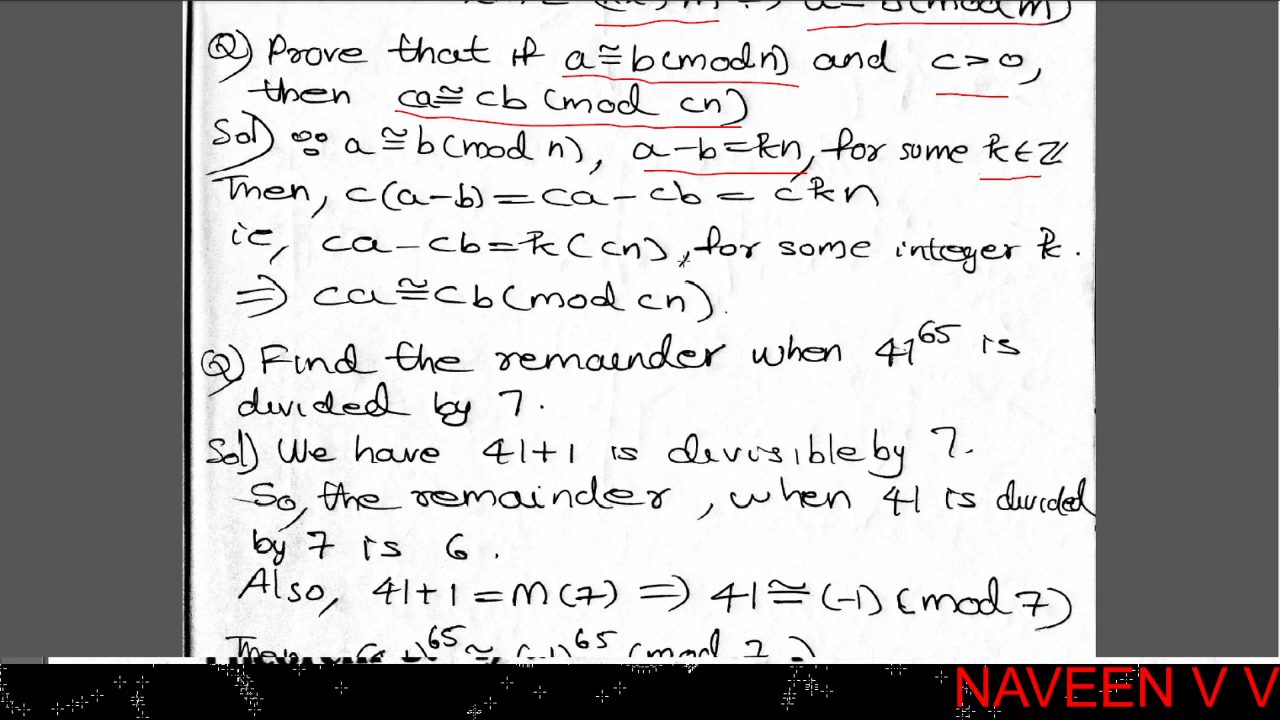 Q) Prove that if a≅b(mod n) and c>0,
then ca≅ cb (mod cn)
Sol) ∵ a≅b(mod n), a-b=kn, for some k∈ℤ
Then, c(a-b)=ca-cb=ckn
ie, ca-cb=k(cn), for some integer k.
⇒ ca≅cb(mod cn).
Q) Find the remainder when 41^65 is
divided by 7.
Sol) We have 41+1 is divisible by 7.
So, the remainder, when 41 is divided
by 7 is 6.
Also, 41+1=M(7) ⇒ 41≅(-1) (mod 7)
NAVEEN V V